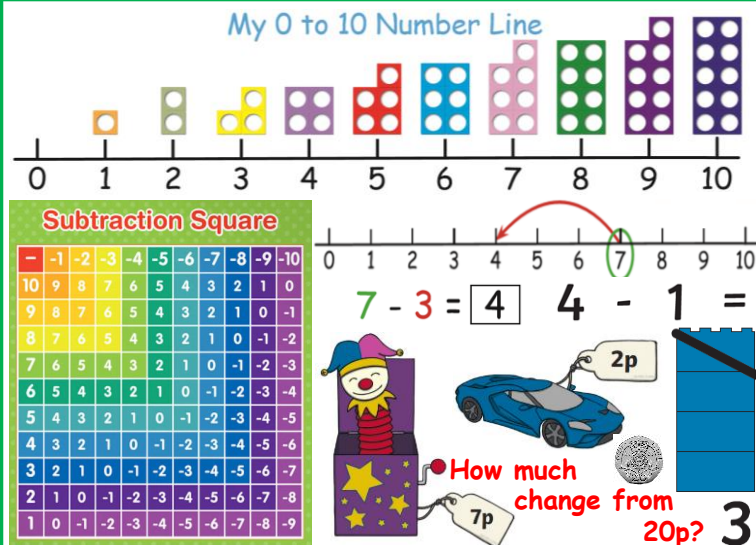 My 0 to 10 Number Line
0 1 2 3 4 5 6 7 8 9 10
Subtraction Square
− -1 -2 -3 -4 -5 -6 -7 -8 -9 -10
10 9 8 7 6 5 4 3 2 1 0
9 8 7 6 5 4 3 2 1 0 -1
8 7 6 5 4 3 2 1 0 -1 -2
7 6 5 4 3 2 1 0 -1 -2 -3
6 5 4 3 2 1 0 -1 -2 -3 -4
5 4 3 2 1 0 -1 -2 -3 -4 -5
4 3 2 1 0 -1 -2 -3 -4 -5 -6
3 2 1 0 -1 -2 -3 -4 -5 -6 -7
2 1 0 -1 -2 -3 -4 -5 -6 -7 -8
1 0 -1 -2 -3 -4 -5 -6 -7 -8 -9
0 1 2 3 4 5 6 7 8 9 10
7 - 3 = 4
4 - 1 =
2p
How much
change from
20p?
7p
3